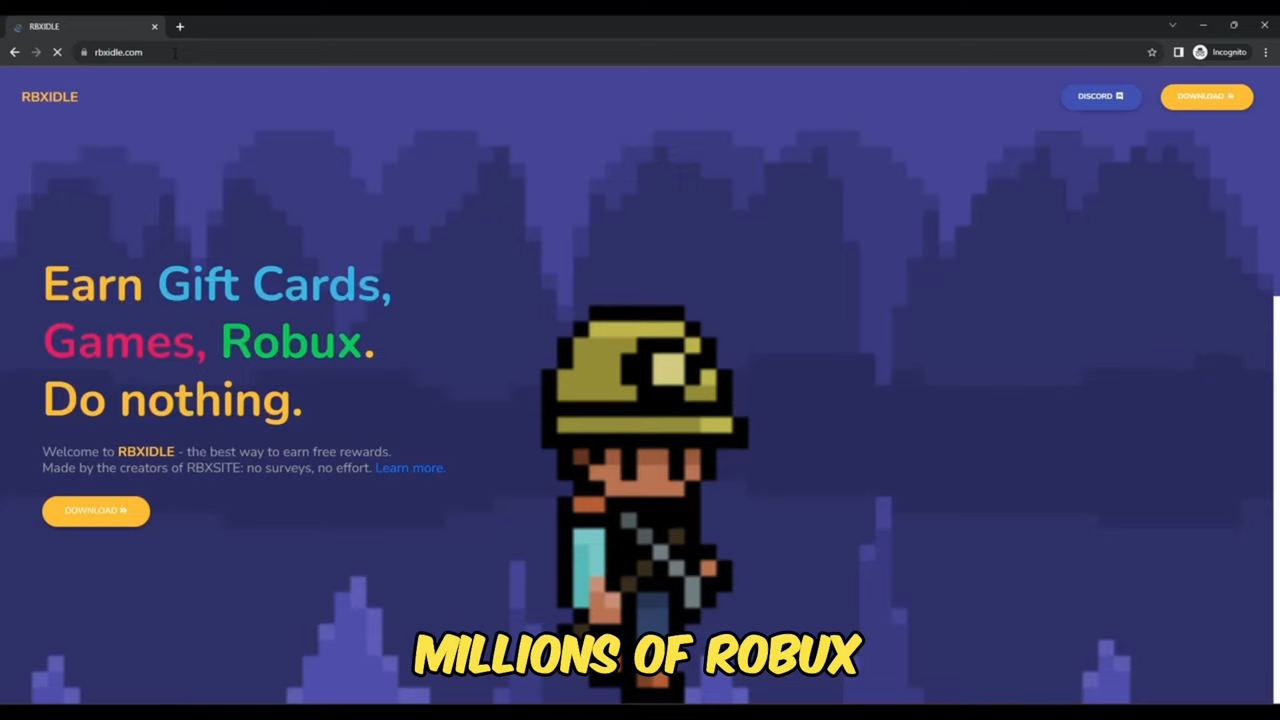 RBXIDLE
rbxidle.com
Incognito
RBXIDLE
DISCORD
DOWNLOAD
Earn Gift Cards,
Games, Robux.
Do nothing.
Welcome to RBXIDLE - the best way to earn free rewards.
Made by the creators of RBXSITE: no surveys, no effort. Learn more.
DOWNLOAD
MILLIONS OF ROBUX